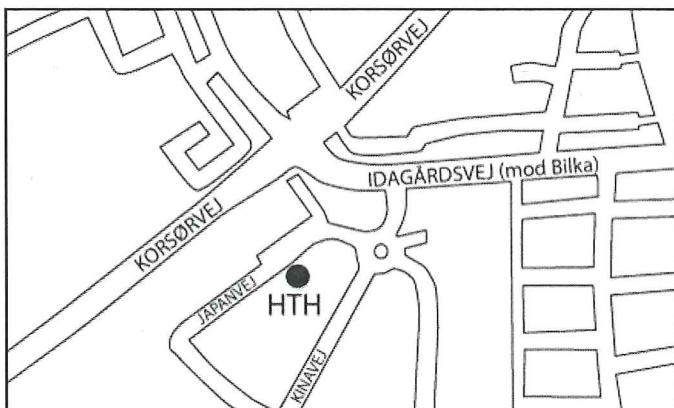 KORSØRVEJ
IDAGÅRDSVEJ (mod Bilka)
KORSØRVEJ
JAPANVEJ
HTH
KINAVEJ